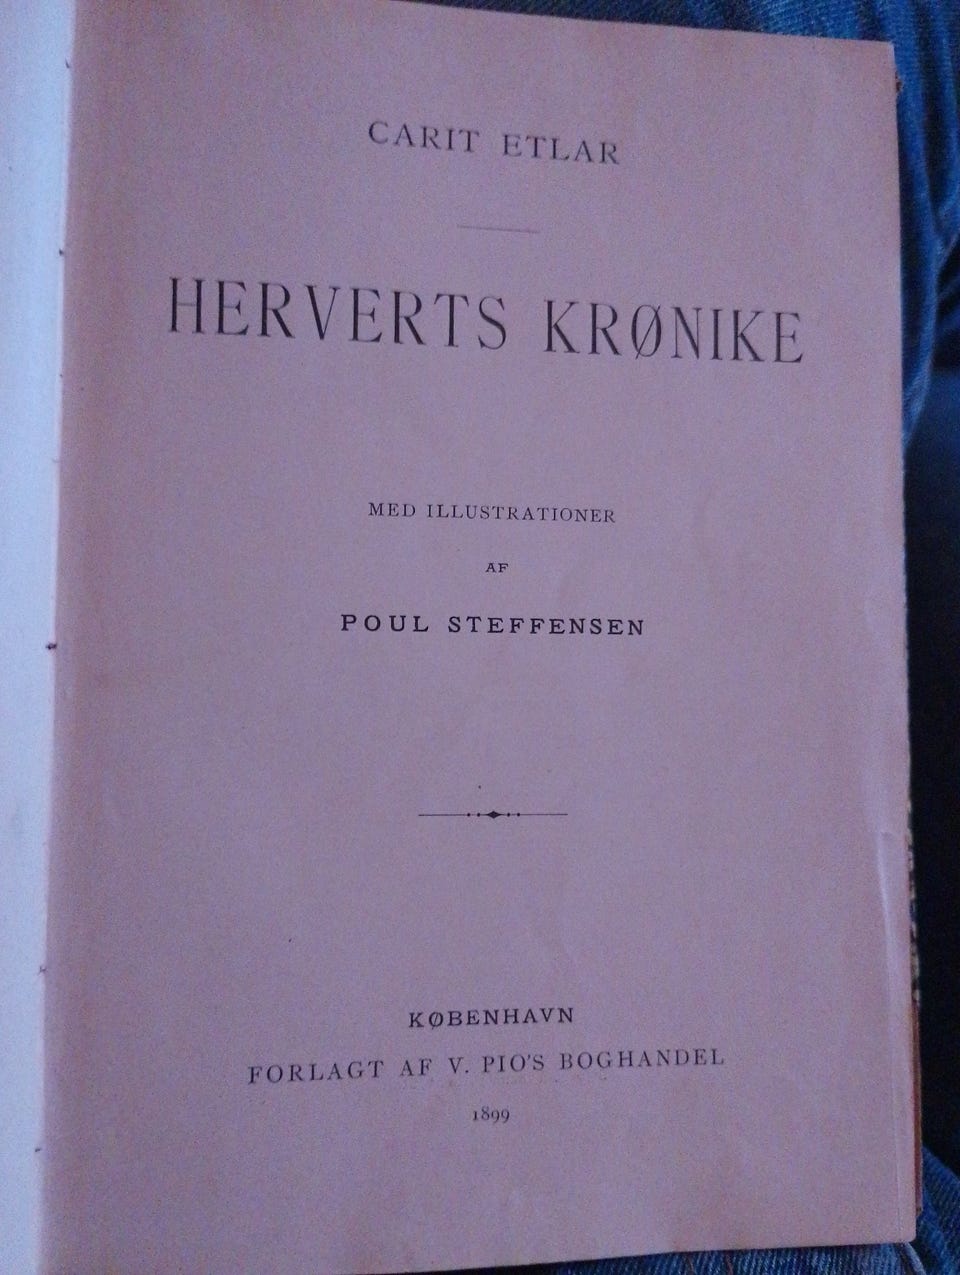 CARIT ETLAR
HERVERTS KRØNIKE
MED ILLUSTRATIONER
AF
POUL STEFFENSEN
KØBENHAVN
FORLAGT AF V. PIO'S BOGHANDEL
1899